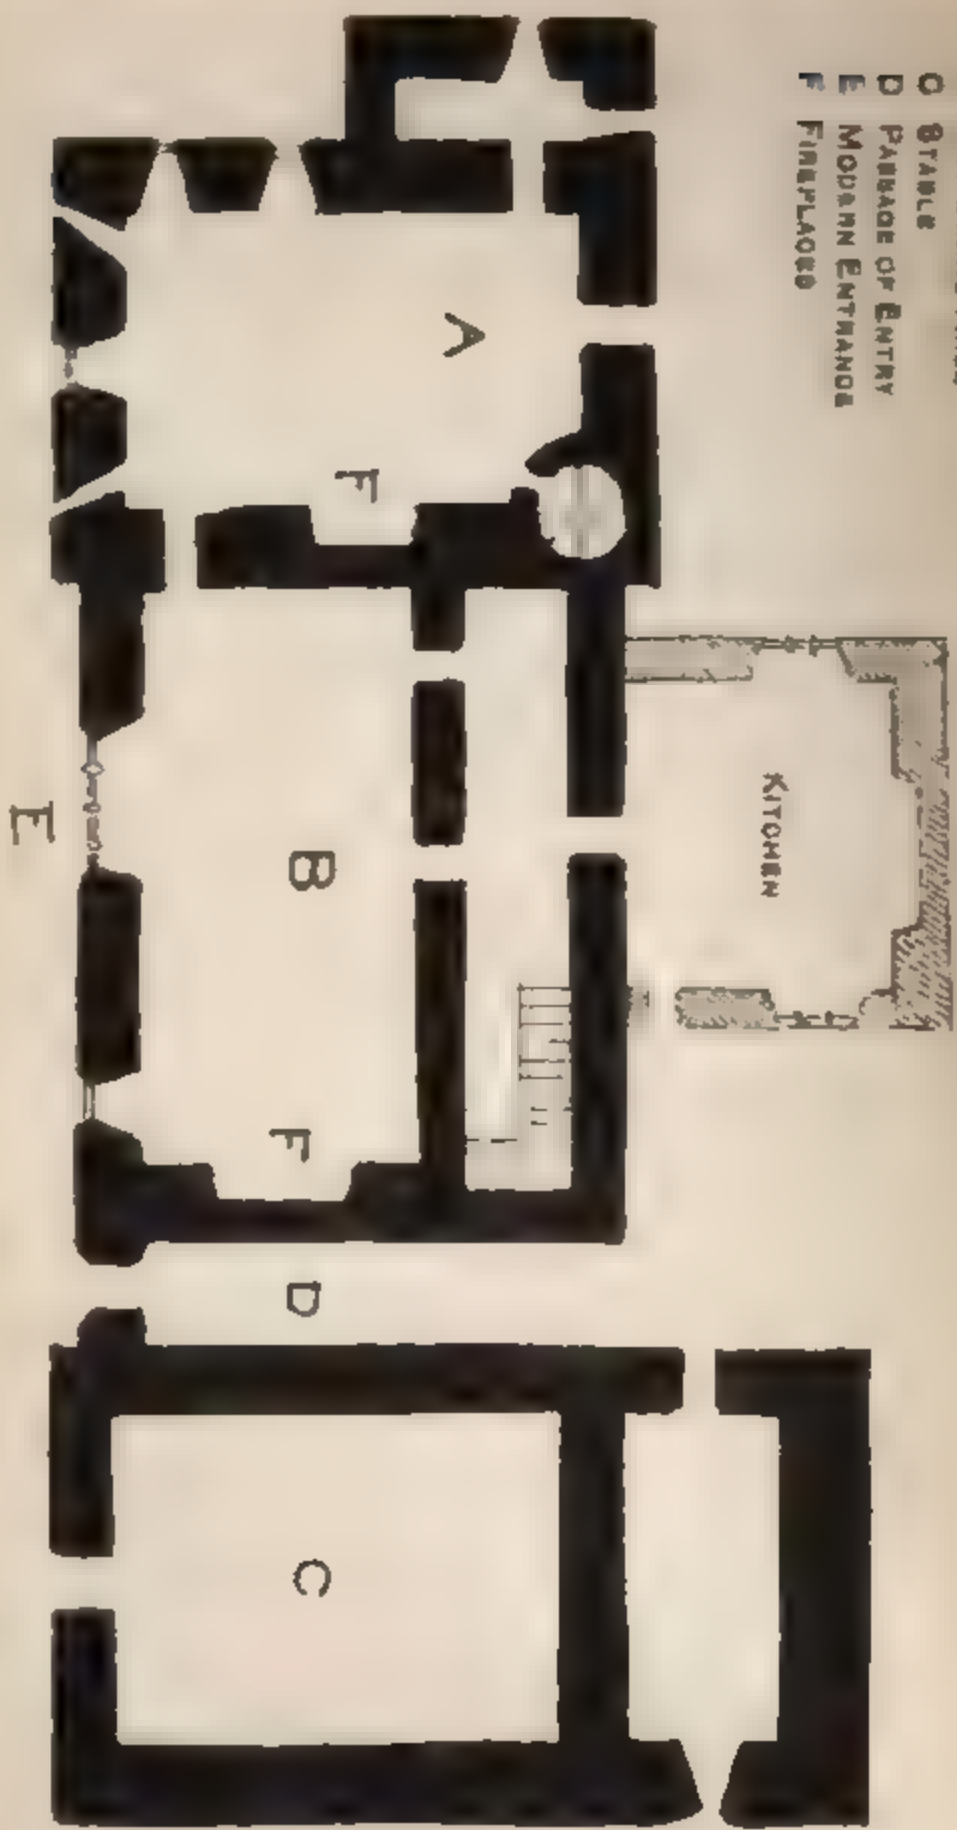 C STABLE
D PASSAGE OF ENTRY
E MODERN ENTRANCE
F FIREPLACES
KITCHEN
A
F
B
E
F
D
C